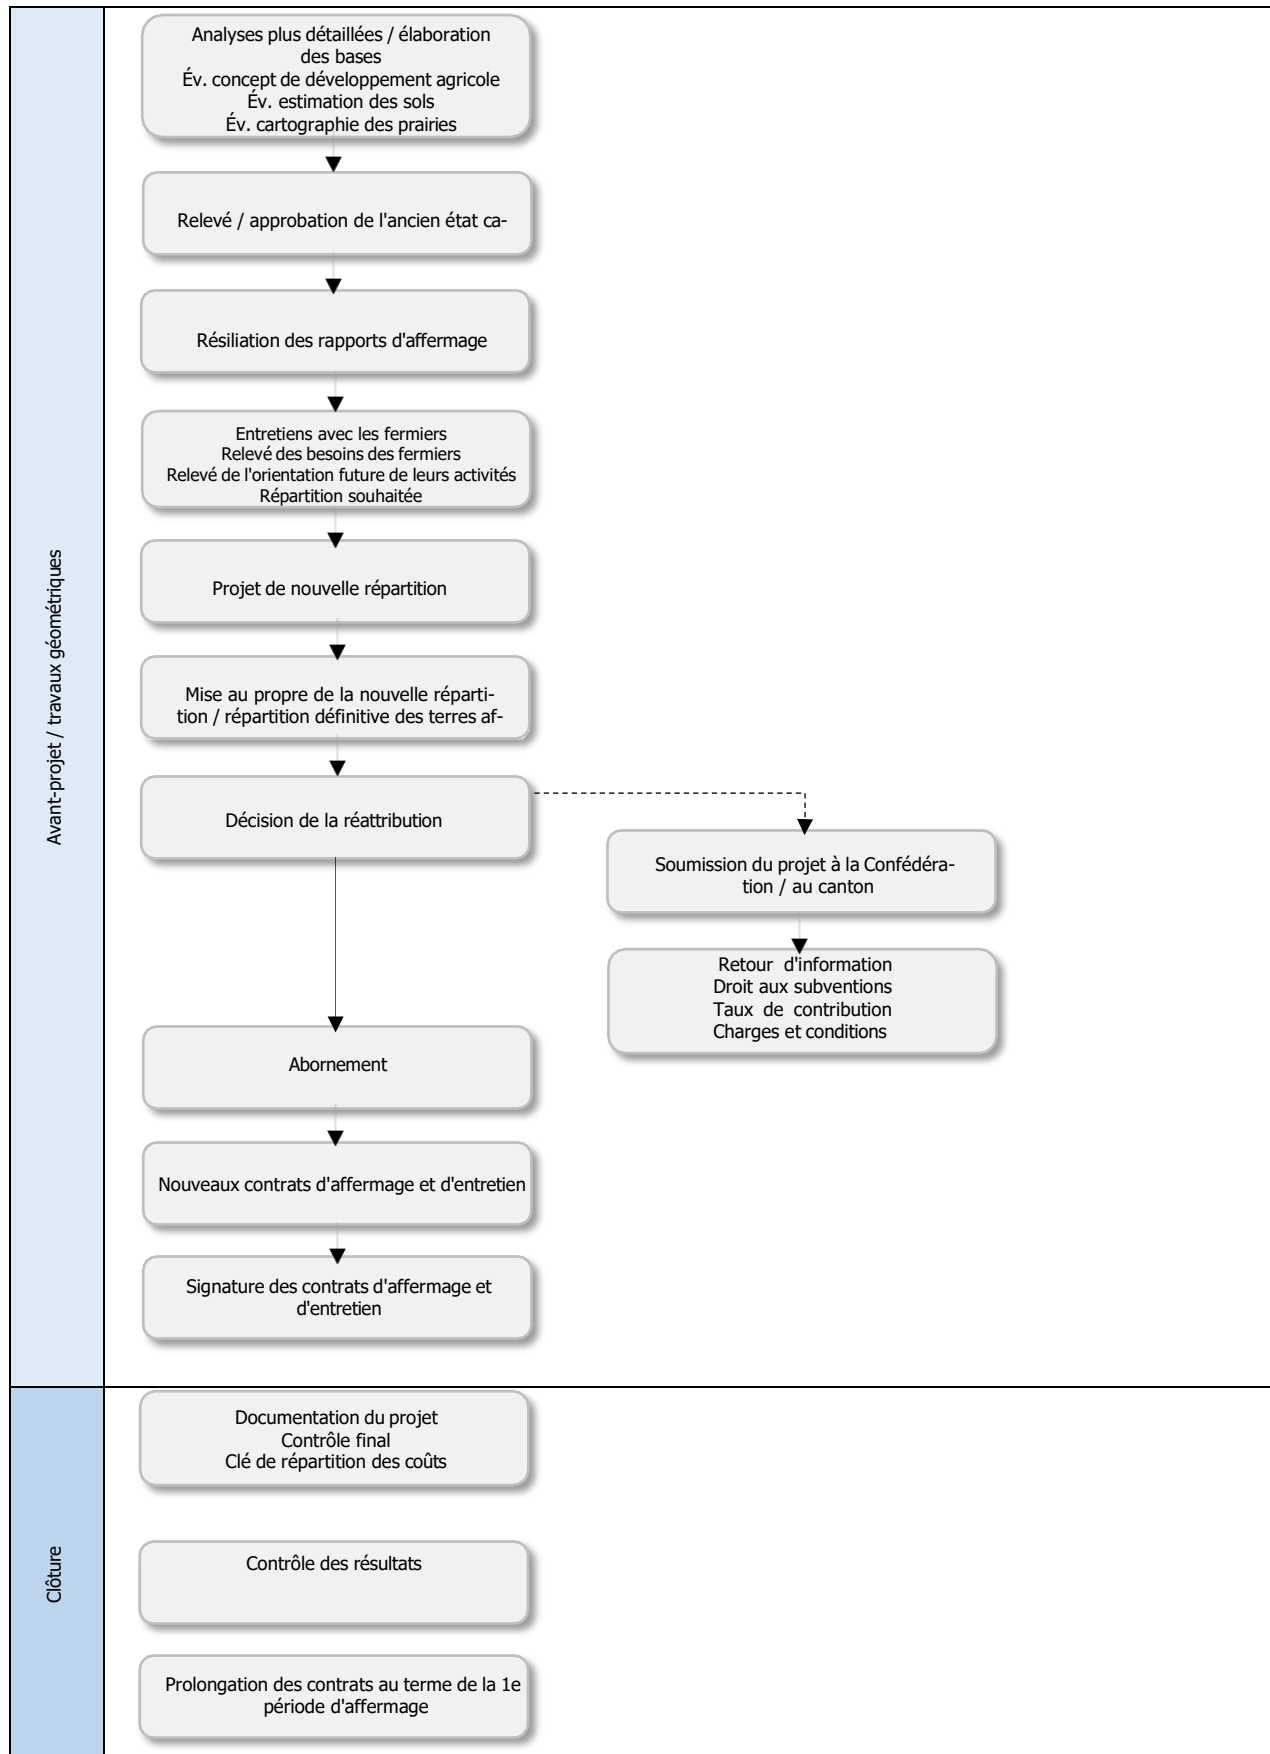 Avant-projet / travaux géométriques
Analyses plus détaillées / élaboration
des bases
Év. concept de développement agricole
Év. estimation des sols
Év. cartographie des prairies
Relevé / approbation de l'ancien état ca-
Résiliation des rapports d'affermage
Entretiens avec les fermiers
Relevé des besoins des fermiers
Relevé de l'orientation future de leurs activités
Répartition souhaitée
Projet de nouvelle répartition
Mise au propre de la nouvelle réparti-
tion / répartition définitive des terres af-
Décision de la réattribution
Soumission du projet à la Confédéra-
tion / au canton
Retour d'information
Droit aux subventions
Taux de contribution
Charges et conditions
Abornement
Nouveaux contrats d'affermage et d'entretien
Signature des contrats d'affermage et
d'entretien
Clôture
Documentation du projet
Contrôle final
Clé de répartition des coûts
Contrôle des résultats
Prolongation des contrats au terme de la 1e
période d'affermage